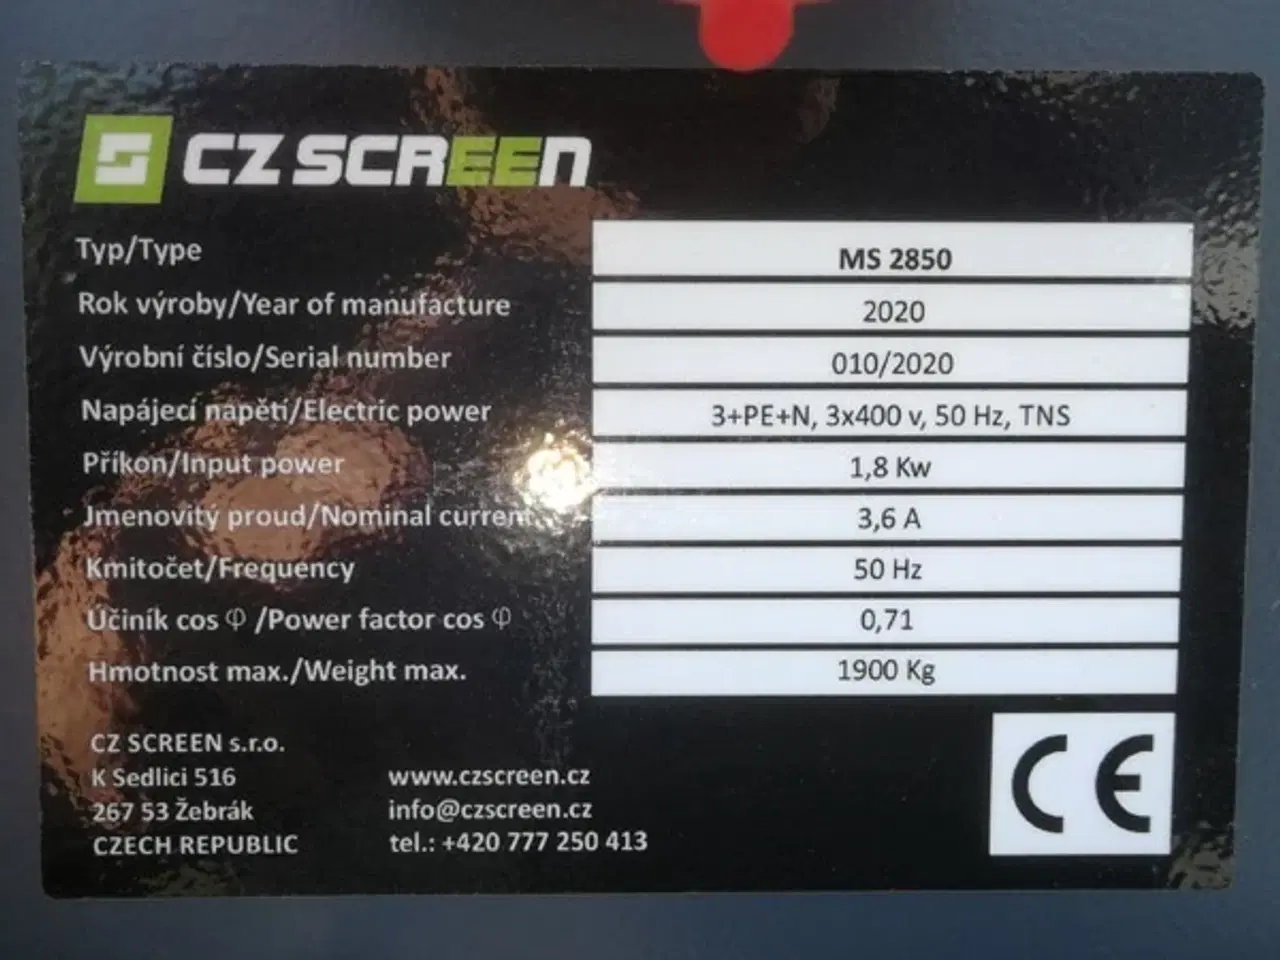 CZ SCREEN
Typ/Type MS 2850
Rok výroby/Year of manufacture 2020
Výrobní číslo/Serial number 010/2020
Napájecí napětí/Electric power 3+PE+N, 3x400 v, 50 Hz, TNS
Příkon/Input power 1,8 Kw
Jmenovitý proud/Nominal current 3,6 A
Kmitočet/Frequency 50 Hz
Účiník cos φ /Power factor cos φ 0,71
Hmotnost max./Weight max. 1900 Kg
CZ SCREEN s.r.o.
K Sedlici 516 www.czscreen.cz
267 53 Žebrák info@czscreen.cz
CZECH REPUBLIC tel.: +420 777 250 413
CE